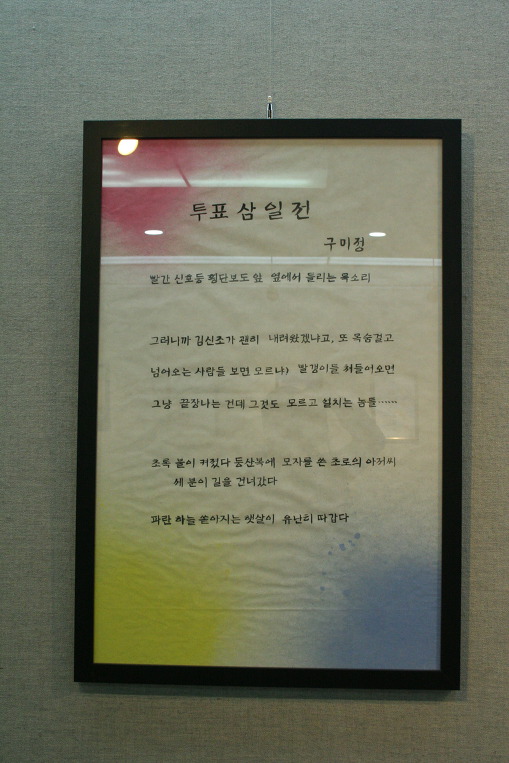 투표 삼일전
구미정
빨간 신호등 횡단보도 앞 옆에서 들리는 목소리
그러니까 김신조가 괜히 내려왔겠냐고, 또 목숨걸고
넘어오는 사람들 보면 모르냐) 빨갱이들 쳐들어오면
그냥 끝장나는 건데 그것도 모르고 설치는 놈들……
초록 불이 켜졌다 등산복에 모자를 쓴 초로의 아저씨
세 분이 길을 건너갔다
파란 하늘 쏟아지는 햇살이 유난히 따갑다